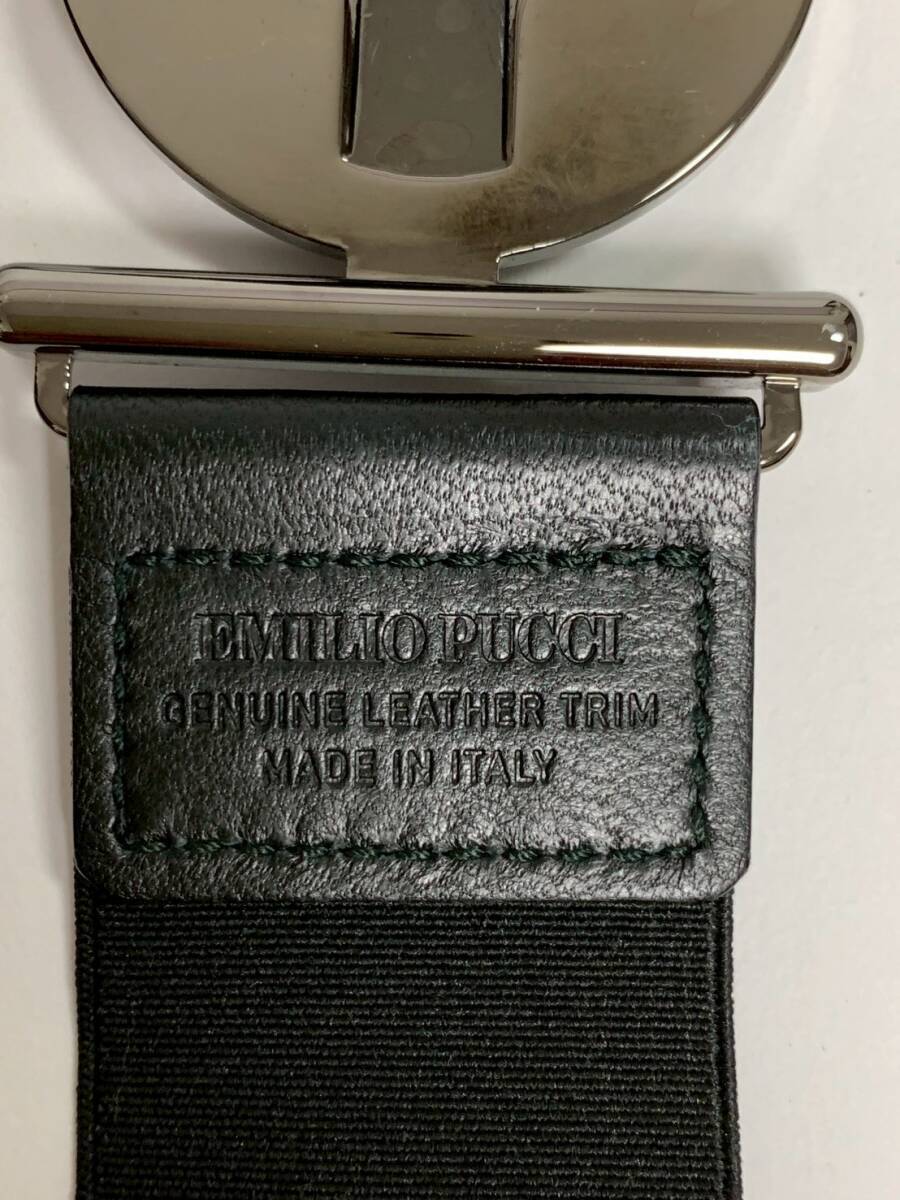 EMILIO PUCCI
GENUINE LEATHER TRIM
MADE IN ITALY